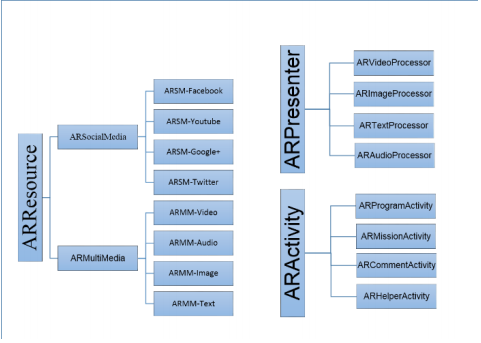 ARResource
ARSocialMedia
ARSM-Facebook
ARSM-Youtube
ARSM-Google+
ARSM-Twitter
ARMultiMedia
ARMM-Video
ARMM-Audio
ARMM-Image
ARMM-Text
ARPresenter
ARVideoProcessor
ARImageProcessor
ARTextProcessor
ARAudioProcessor
ARActivity
ARProgramActivity
ARMissionActivity
ARCommentActivity
ARHelperActivity